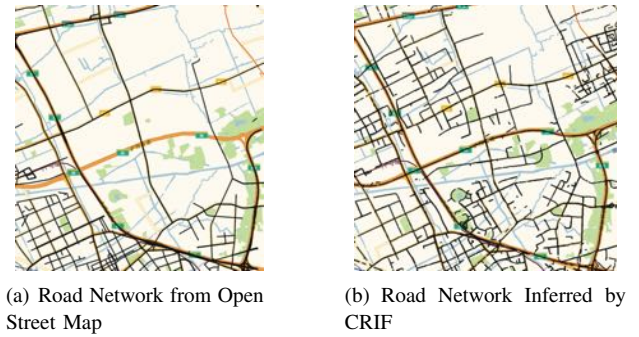 (a) Road Network from Open
Street Map
(b) Road Network Inferred by
CRIF